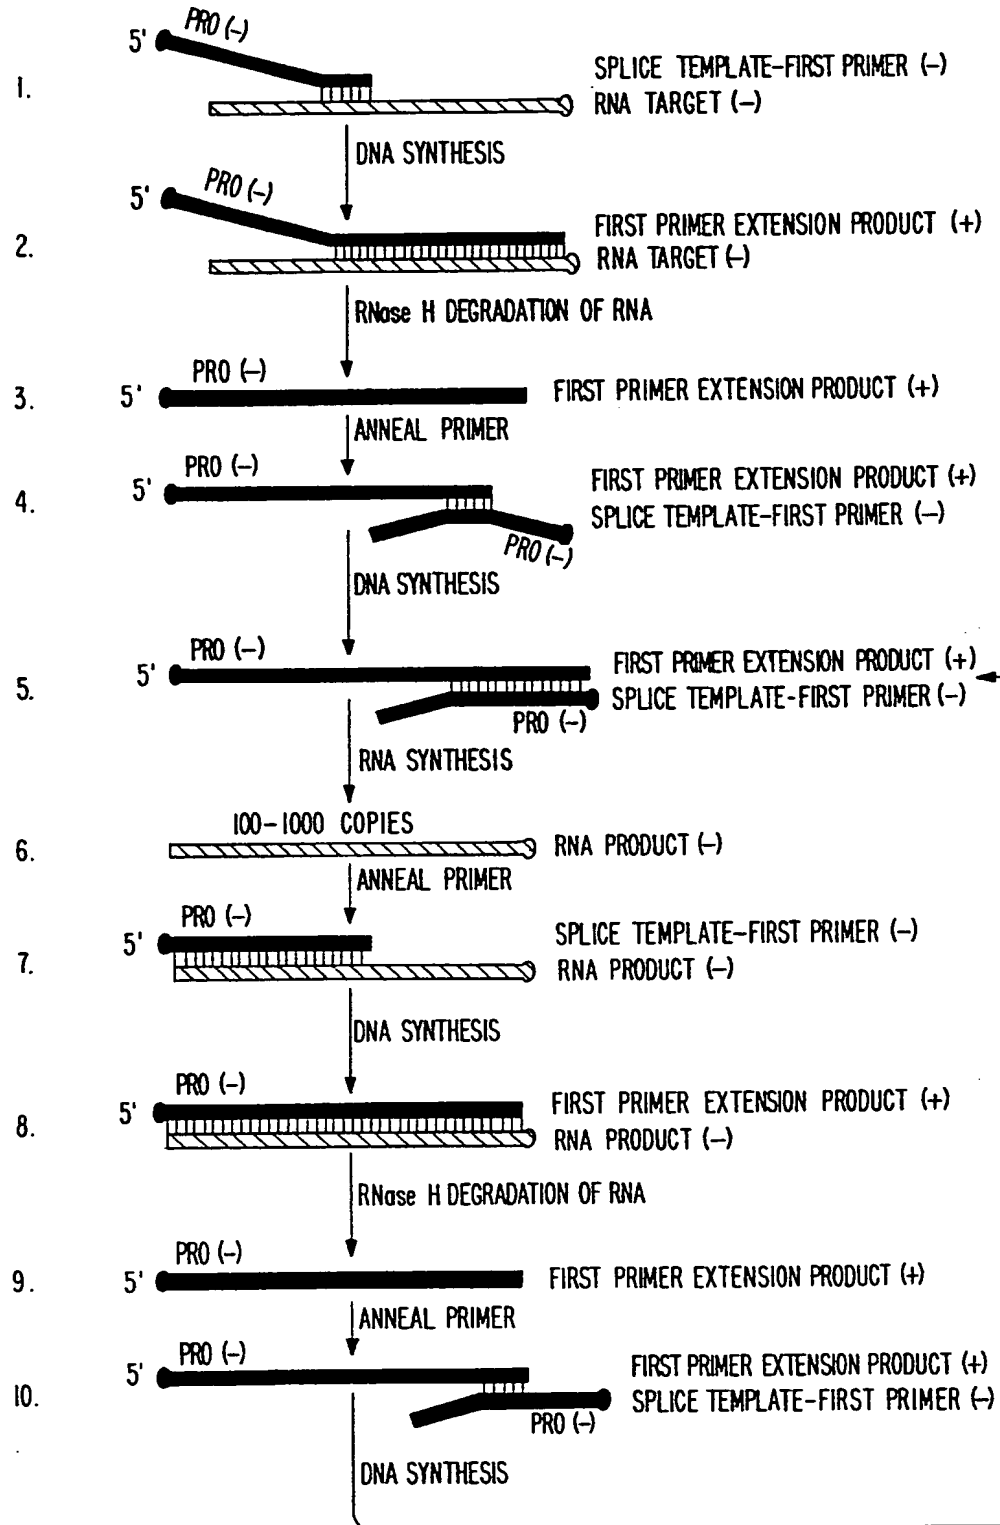 PRO (-)
5'
1.
SPLICE TEMPLATE-FIRST PRIMER (-)
RNA TARGET (-)
DNA SYNTHESIS
PRO (-)
5'
2.
FIRST PRIMER EXTENSION PRODUCT (+)
RNA TARGET (-)
RNase H DEGRADATION OF RNA
PRO (-)
3.
5'
FIRST PRIMER EXTENSION PRODUCT (+)
ANNEAL PRIMER
PRO (-)
4.
5'
FIRST PRIMER EXTENSION PRODUCT (+)
SPLICE TEMPLATE-FIRST PRIMER (-)
PRO (-)
DNA SYNTHESIS
PRO (-)
5'
5.
FIRST PRIMER EXTENSION PRODUCT (+)
SPLICE TEMPLATE-FIRST PRIMER (-)
PRO (-)
RNA SYNTHESIS
100-1000 COPIES
6.
RNA PRODUCT (-)
ANNEAL PRIMER
PRO (-)
5'
7.
SPLICE TEMPLATE-FIRST PRIMER (-)
RNA PRODUCT (-)
DNA SYNTHESIS
PRO (-)
5'
8.
FIRST PRIMER EXTENSION PRODUCT (+)
RNA PRODUCT (-)
RNase H DEGRADATION OF RNA
PRO (-)
9.
5'
FIRST PRIMER EXTENSION PRODUCT (+)
ANNEAL PRIMER
PRO (-)
5'
10.
FIRST PRIMER EXTENSION PRODUCT (+)
SPLICE TEMPLATE-FIRST PRIMER (-)
PRO (-)
DNA SYNTHESIS